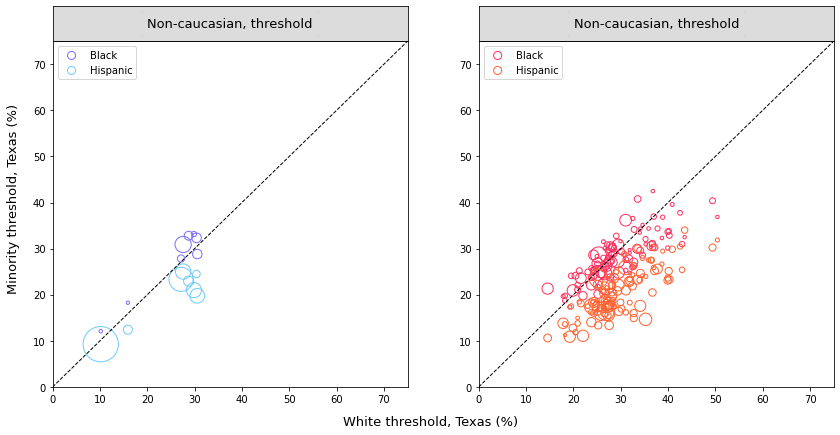 Non-caucasian, threshold
Black
Hispanic
70
60
50
40
30
20
10
0
0 10 20 30 40 50 60 70
Minority threshold, Texas (%)
Non-caucasian, threshold
Black
Hispanic
70
60
50
40
30
20
10
0
0 10 20 30 40 50 60 70
White threshold, Texas (%)